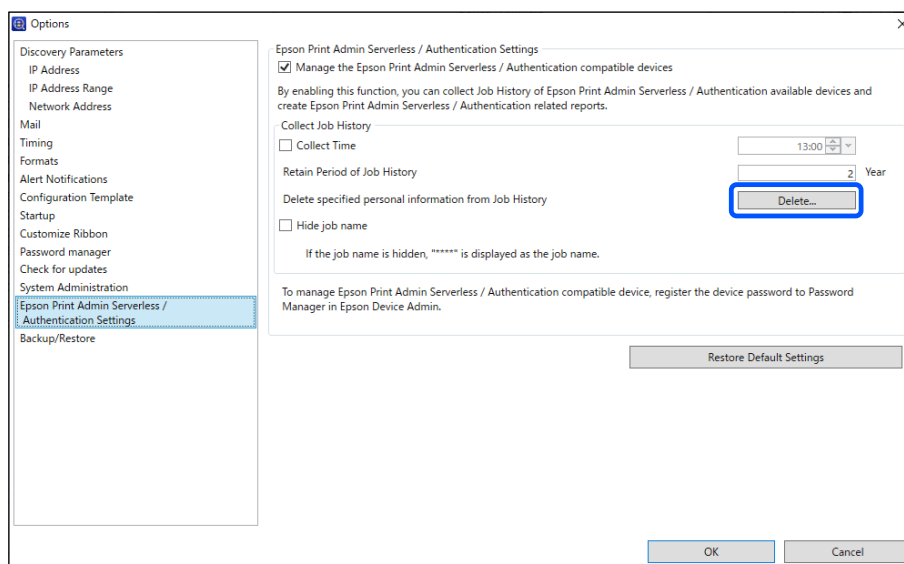 Options
Discovery Parameters
IP Address
IP Address Range
Network Address
Mail
Timing
Formats
Alert Notifications
Configuration Template
Startup
Customize Ribbon
Password manager
Check for updates
System Administration
Epson Print Admin Serverless /
Authentication Settings
Backup/Restore
Epson Print Admin Serverless / Authentication Settings
Manage the Epson Print Admin Serverless / Authentication compatible devices
By enabling this function, you can collect Job History of Epson Print Admin Serverless / Authentication available devices and
create Epson Print Admin Serverless / Authentication related reports.
Collect Job History
Collect Time 13:00
Retain Period of Job History 2 Year
Delete specified personal information from Job History Delete...
Hide job name
If the job name is hidden, "*****" is displayed as the job name.
To manage Epson Print Admin Serverless / Authentication compatible device, register the device password to Password
Manager in Epson Device Admin.
Restore Default Settings
OK Cancel